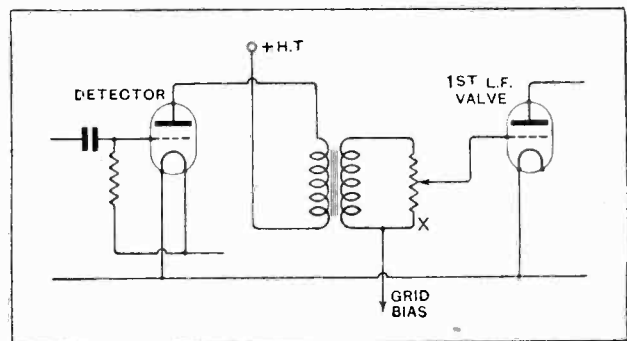 + H.T
DETECTOR
1ST L.F.
VALVE
X
GRID
BIAS